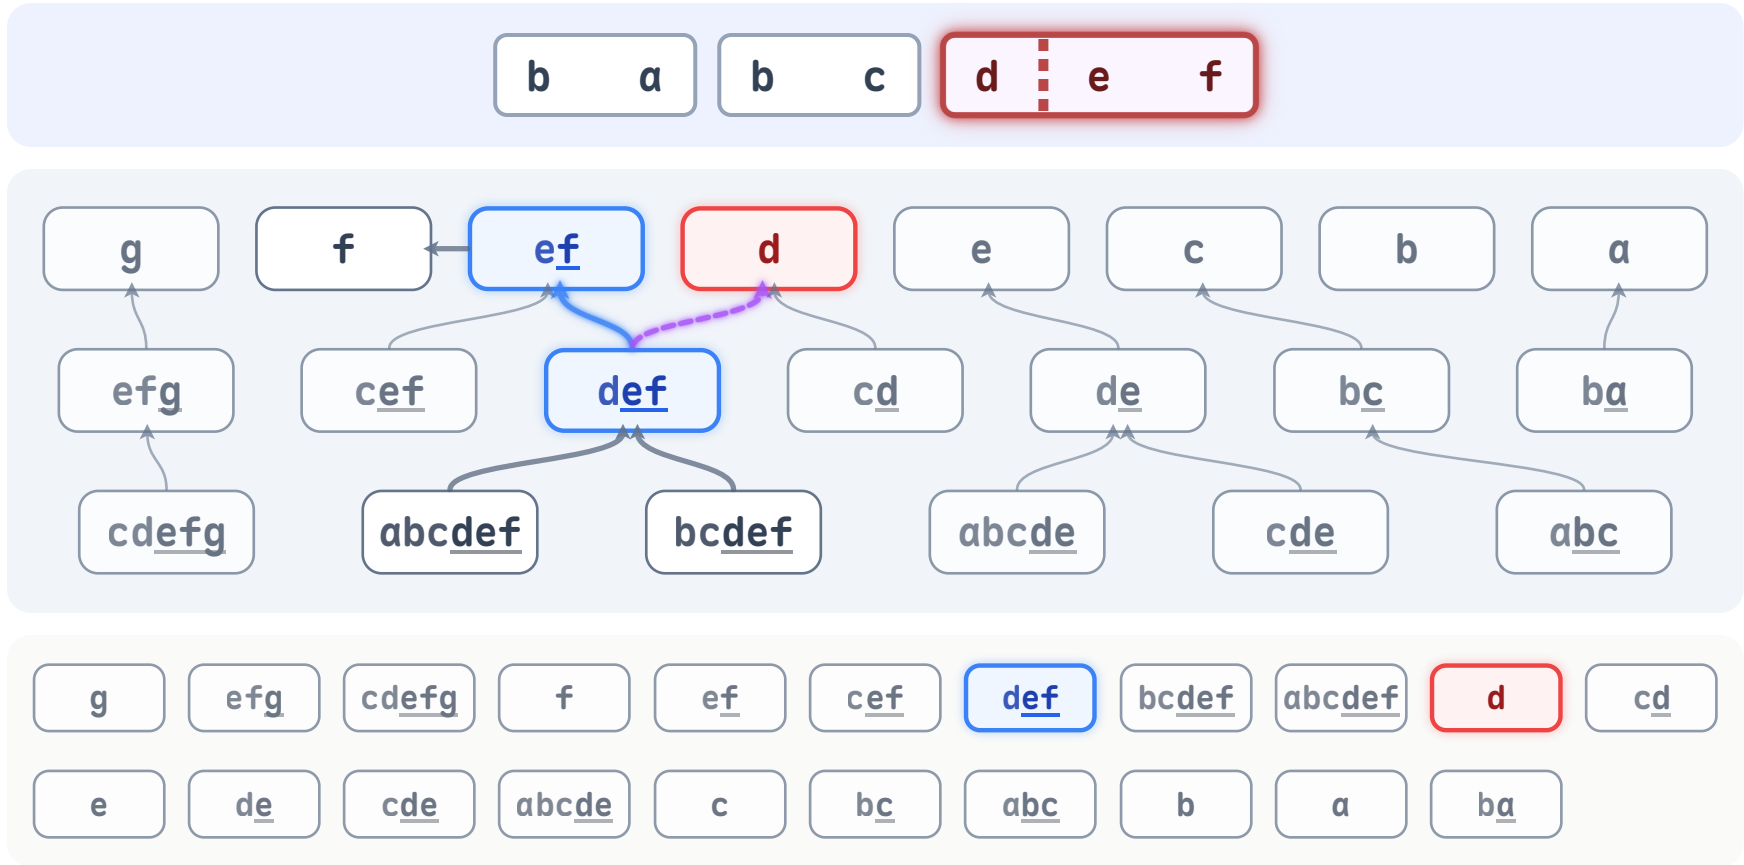 b a b c d e f
g f ef d e c b a
efg cef def cd de bc ba
cdefg abcdef bcdef abcde cde abc
g efg cdefg f ef cef def bcdef abcdef d cd
e de cde abcde c bc abc b a ba